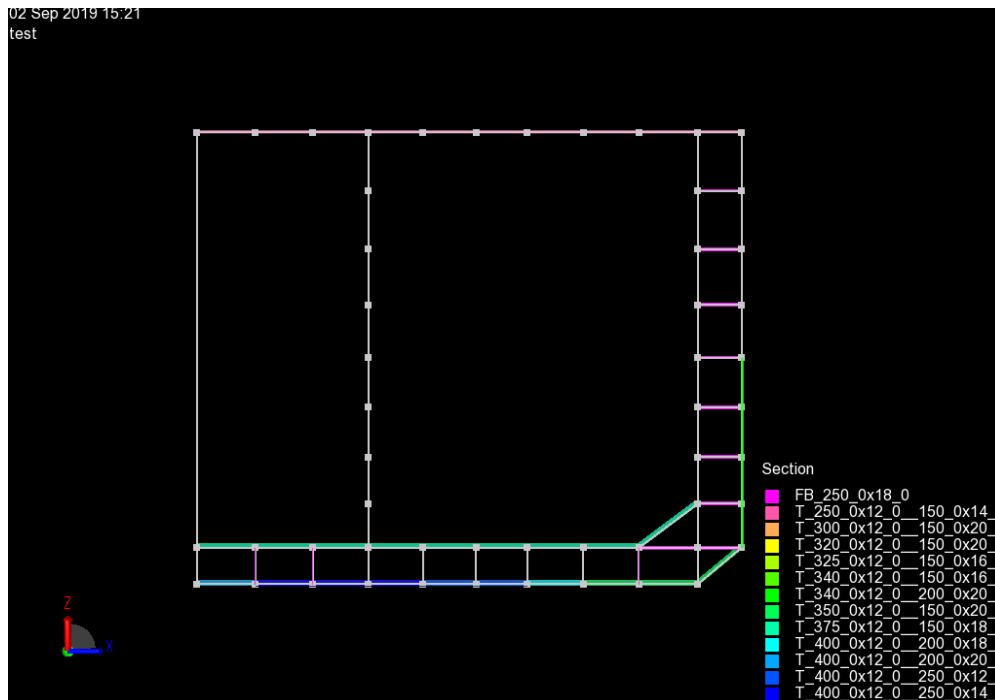 02 Sep 2019 15:21
test
Section
FB_250_0x18_0
T_250_0x12_0__150_0x14_
T_300_0x12_0__150_0x20_
T_320_0x12_0__150_0x20_
T_325_0x12_0__150_0x16_
T_340_0x12_0__150_0x16_
T_340_0x12_0__200_0x20_
T_350_0x12_0__150_0x20_
T_375_0x12_0__150_0x18_
T_400_0x12_0__200_0x18_
T_400_0x12_0__200_0x20_
T_400_0x12_0__250_0x12_
T_400_0x12_0__250_0x14_
Z
X